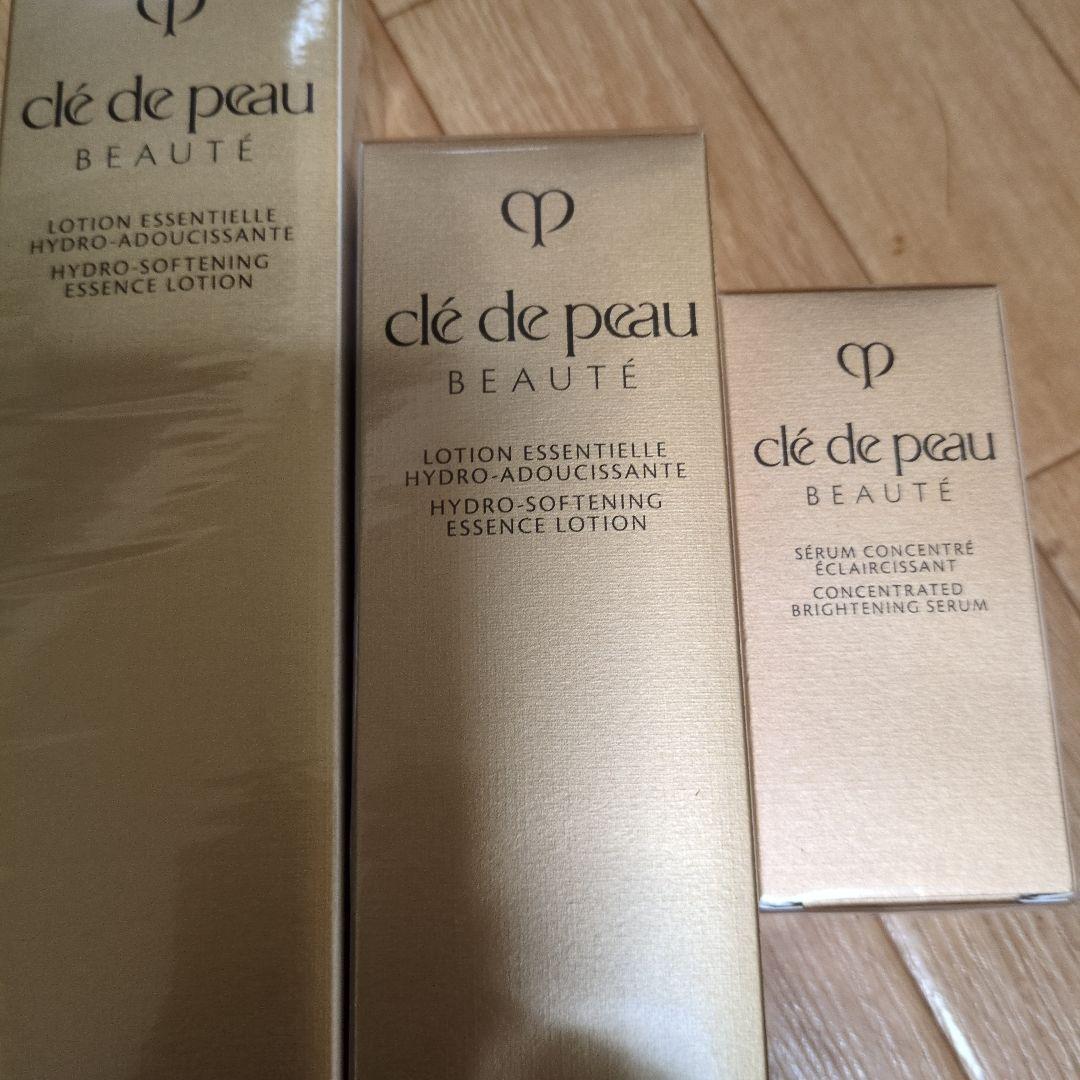 clé de peau
BEAUTÉ
LOTION ESSENTIELLE
HYDRO-ADOUCISSANTE
HYDRO-SOFTENING
ESSENCE LOTION
clé de peau
BEAUTÉ
LOTION ESSENTIELLE
HYDRO-ADOUCISSANTE
HYDRO-SOFTENING
ESSENCE LOTION
clé de peau
BEAUTÉ
SÉRUM CONCENTRÉ
ÉCLAIRCISSANT
CONCENTRATED
BRIGHTENING SERUM